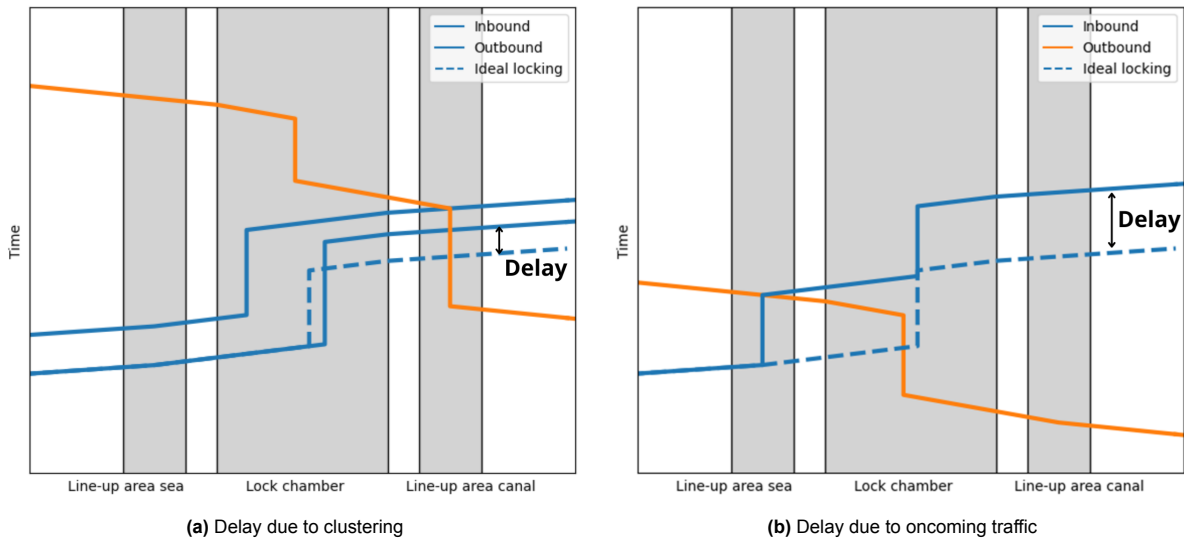 Inbound
Outbound
Ideal locking
Time
Delay
Line-up area sea
Lock chamber
Line-up area canal
(a) Delay due to clustering
Inbound
Outbound
Ideal locking
Time
Delay
Line-up area sea
Lock chamber
Line-up area canal
(b) Delay due to oncoming traffic